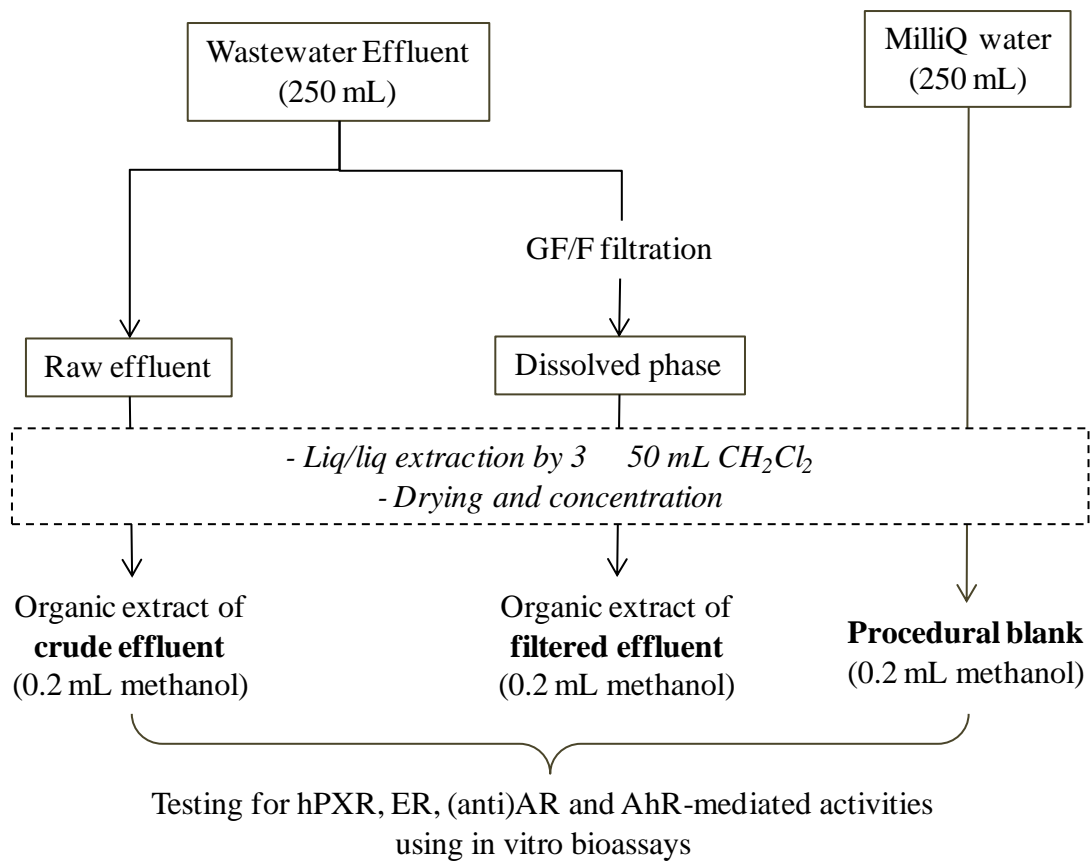 Wastewater Effluent
(250 mL)
MilliQ water
(250 mL)
GF/F filtration
Raw effluent
Dissolved phase
- Liq/liq extraction by 3 50 mL CH₂Cl₂
- Drying and concentration
Organic extract of
crude effluent
(0.2 mL methanol)
Organic extract of
filtered effluent
(0.2 mL methanol)
Procedural blank
(0.2 mL methanol)
Testing for hPXR, ER, (anti)AR and AhR-mediated activities
using in vitro bioassays